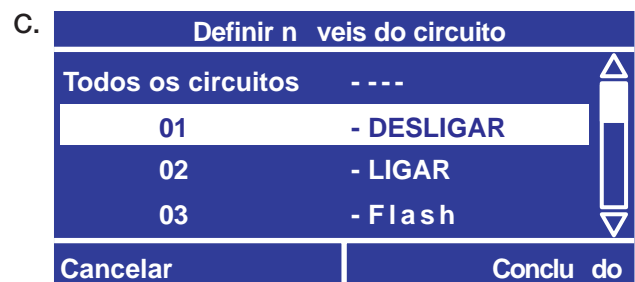 C.
Definir n veis do circuito
Todos os circuitos ----
01 - DESLIGAR
02 - LIGAR
03 - Flash
Cancelar Conclu do